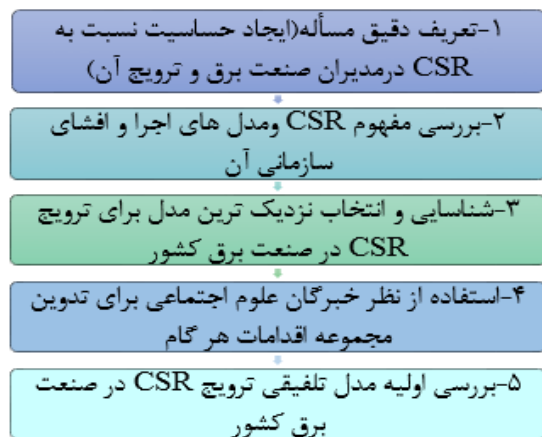 ۱-تعریف دقیق مسأله(ایجاد حساسیت نسبت به
CSR درمدیران صنعت برق و ترویج آن)
۲-بررسی مفهوم CSR ومدل های اجرا و افشای
سازمانی آن
۳-شناسایی و انتخاب نزدیک ترین مدل برای ترویج
CSR در صنعت برق کشور
۴-استفاده از نظر خبرگان علوم اجتماعی برای تدوین
مجموعه اقدامات هر گام
۵-بررسی اولیه مدل تلفیقی ترویج CSR در صنعت
برق کشور